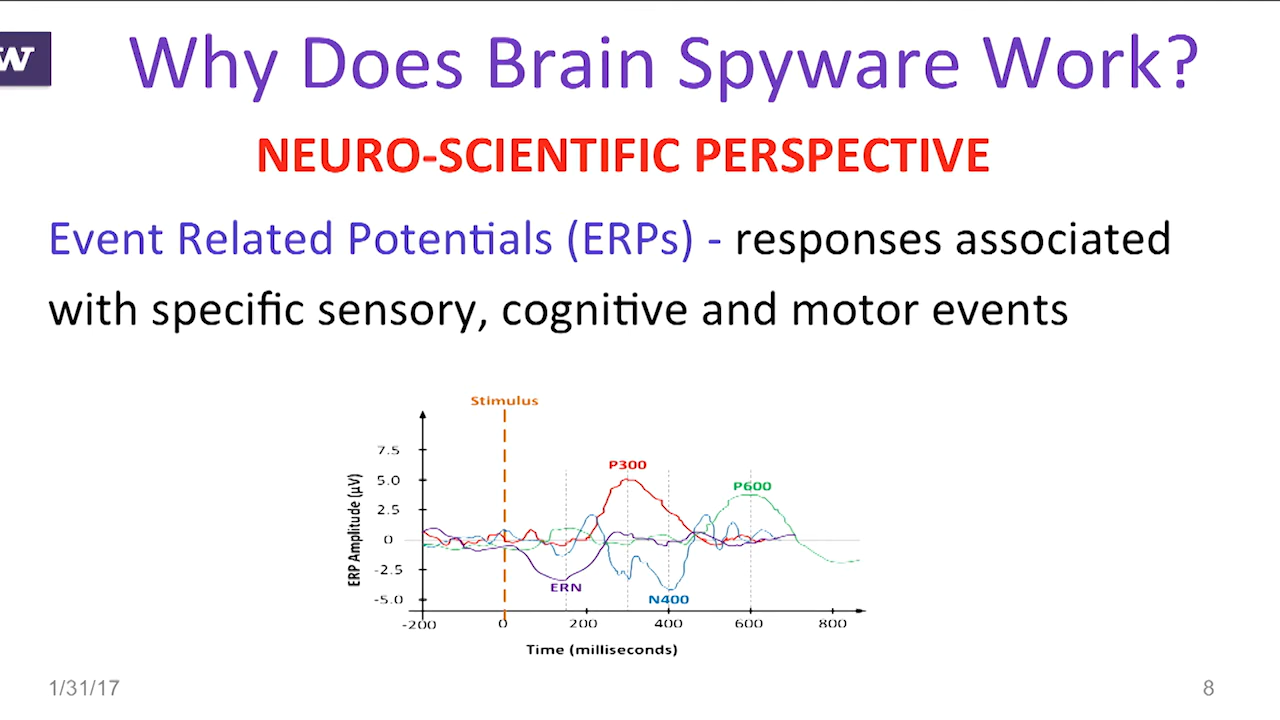 W
Why Does Brain Spyware Work?
NEURO-SCIENTIFIC PERSPECTIVE
Event Related Potentials (ERPs) - responses associated
with specific sensory, cognitive and motor events
Stimulus
7.5
5.0
2.5
0
-2.5
-5.0
ERP Amplitude (µV)
P300
P600
ERN
N400
-200 0 200 400 600 800
Time (milliseconds)
1/31/17 8